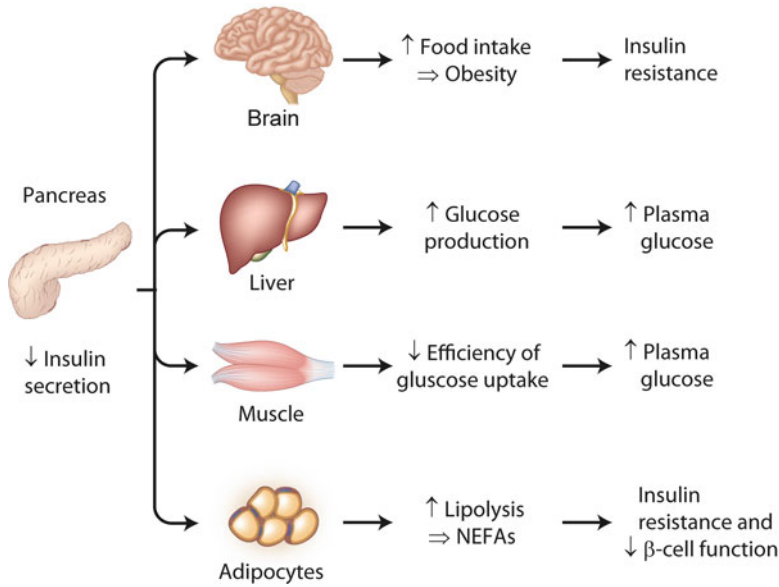 ↑ Food intake
⇒ Obesity
Insulin
resistance
Brain
Pancreas
↑ Glucose
production
↑ Plasma
glucose
Liver
↓ Insulin
secretion
↓ Efficiency of
gluscose uptake
↑ Plasma
glucose
Muscle
↑ Lipolysis
⇒ NEFAs
Insulin
resistance and
↓ β-cell function
Adipocytes